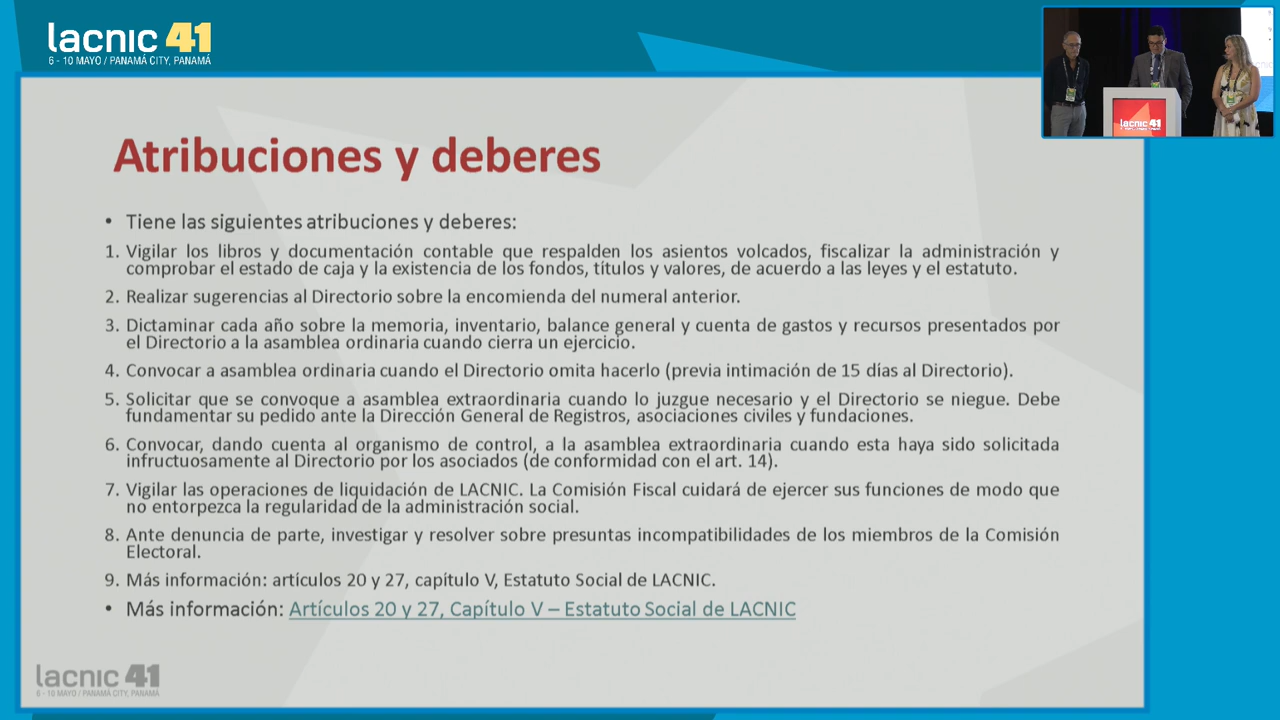 lacnic 41
6 - 10 MAYO / PANAMÁ CITY, PANAMÁ
lacnic 41
Atribuciones y deberes
• Tiene las siguientes atribuciones y deberes:
1. Vigilar los libros y documentación contable que respalden los asientos volcados, fiscalizar la administración y
comprobar el estado de caja y la existencia de los fondos, títulos y valores, de acuerdo a las leyes y el estatuto.
2. Realizar sugerencias al Directorio sobre la encomienda del numeral anterior.
3. Dictaminar cada año sobre la memoria, inventario, balance general y cuenta de gastos y recursos presentados por
el Directorio a la asamblea ordinaria cuando cierra un ejercicio.
4. Convocar a asamblea ordinaria cuando el Directorio omita hacerlo (previa intimación de 15 días al Directorio).
5. Solicitar que se convoque a asamblea extraordinaria cuando lo juzgue necesario y el Directorio se niegue. Debe
fundamentar su pedido ante la Dirección General de Registros, asociaciones civiles y fundaciones.
6. Convocar, dando cuenta al organismo de control, a la asamblea extraordinaria cuando esta haya sido solicitada
infructuosamente al Directorio por los asociados (de conformidad con el art. 14).
7. Vigilar las operaciones de liquidación de LACNIC. La Comisión Fiscal cuidará de ejercer sus funciones de modo que
no entorpezca la regularidad de la administración social.
8. Ante denuncia de parte, investigar y resolver sobre presuntas incompatibilidades de los miembros de la Comisión
Electoral.
9. Más información: artículos 20 y 27, capítulo V, Estatuto Social de LACNIC.
• Más información: Artículos 20 y 27, Capítulo V – Estatuto Social de LACNIC
lacnic 41
6 - 10 MAYO / PANAMÁ CITY, PANAMÁ